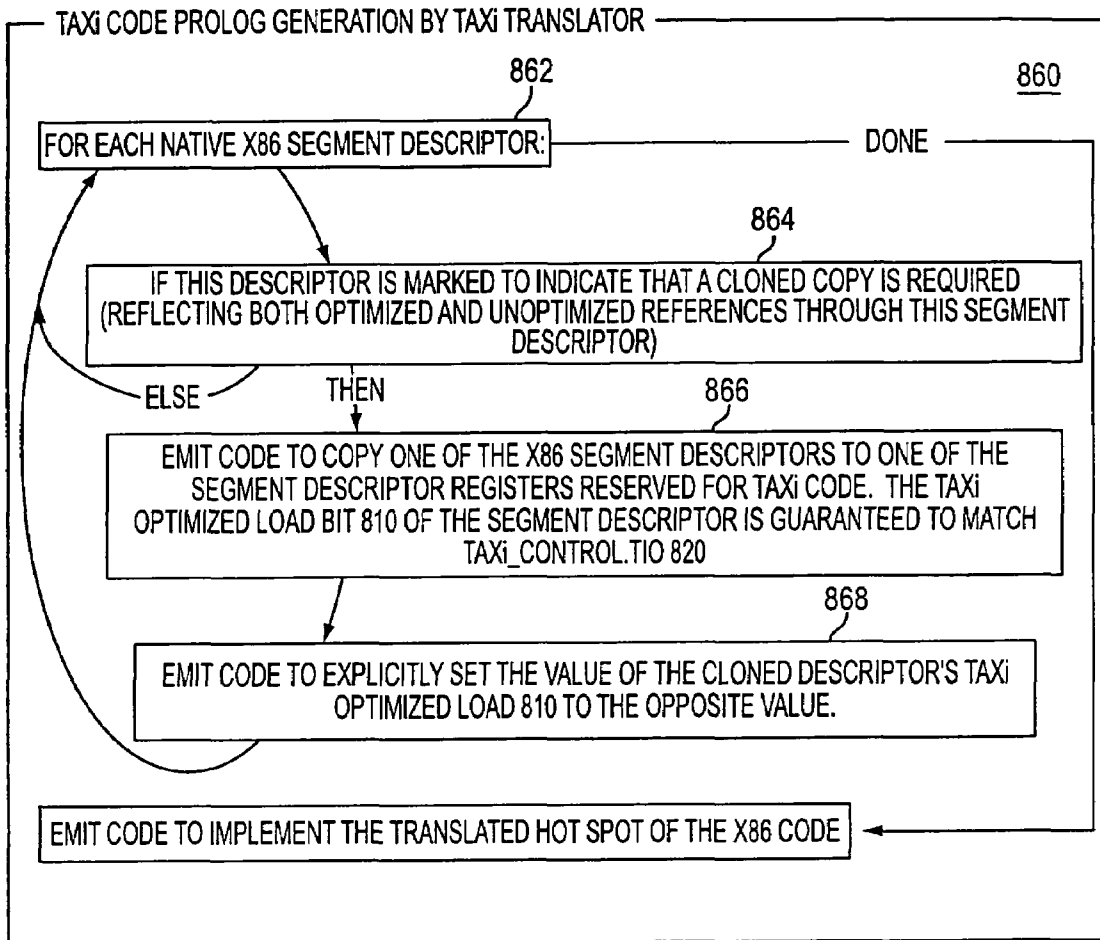 TAXi CODE PROLOG GENERATION BY TAXi TRANSLATOR
860
862
FOR EACH NATIVE X86 SEGMENT DESCRIPTOR:
DONE
864
IF THIS DESCRIPTOR IS MARKED TO INDICATE THAT A CLONED COPY IS REQUIRED
(REFLECTING BOTH OPTIMIZED AND UNOPTIMIZED REFERENCES THROUGH THIS SEGMENT
DESCRIPTOR)
ELSE
THEN
866
EMIT CODE TO COPY ONE OF THE X86 SEGMENT DESCRIPTORS TO ONE OF THE
SEGMENT DESCRIPTOR REGISTERS RESERVED FOR TAXi CODE. THE TAXi
OPTIMIZED LOAD BIT 810 OF THE SEGMENT DESCRIPTOR IS GUARANTEED TO MATCH
TAXi_CONTROL.TIO 820
868
EMIT CODE TO EXPLICITLY SET THE VALUE OF THE CLONED DESCRIPTOR'S TAXi
OPTIMIZED LOAD 810 TO THE OPPOSITE VALUE.
EMIT CODE TO IMPLEMENT THE TRANSLATED HOT SPOT OF THE X86 CODE